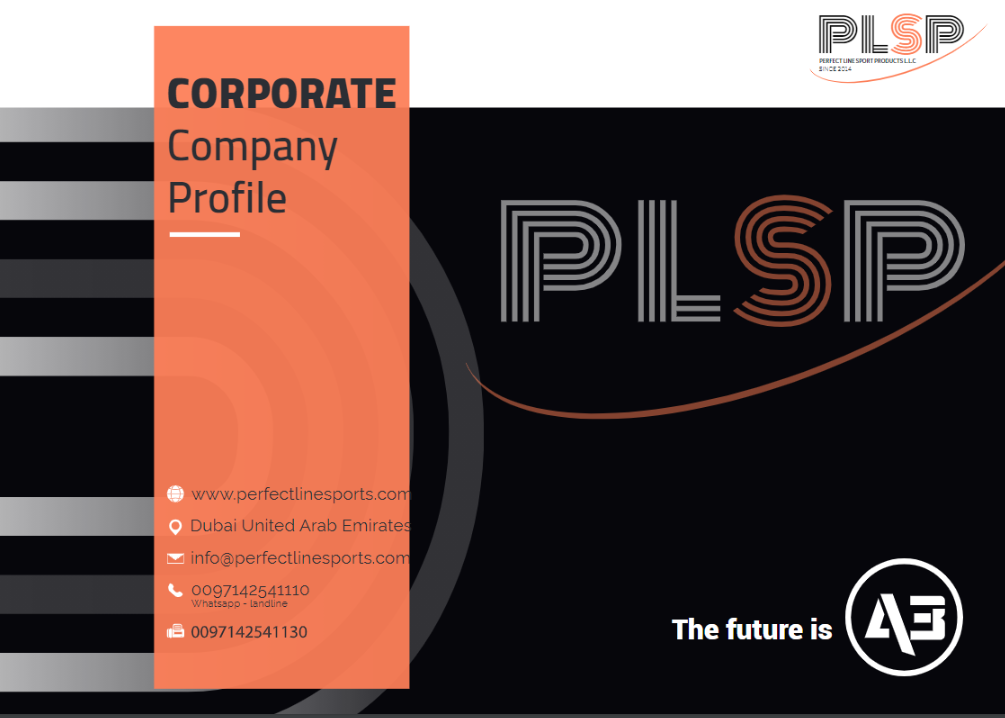 PLSP
PERFECT LINE SPORT PRODUCTS L.L.C
SINCE 2014
CORPORATE
Company
Profile
PLSP
www.perfectlinesports.com
Dubai United Arab Emirates
info@perfectlinesports.com
0097142541110
Whatsapp - landline
0097142541130
The future is
AB